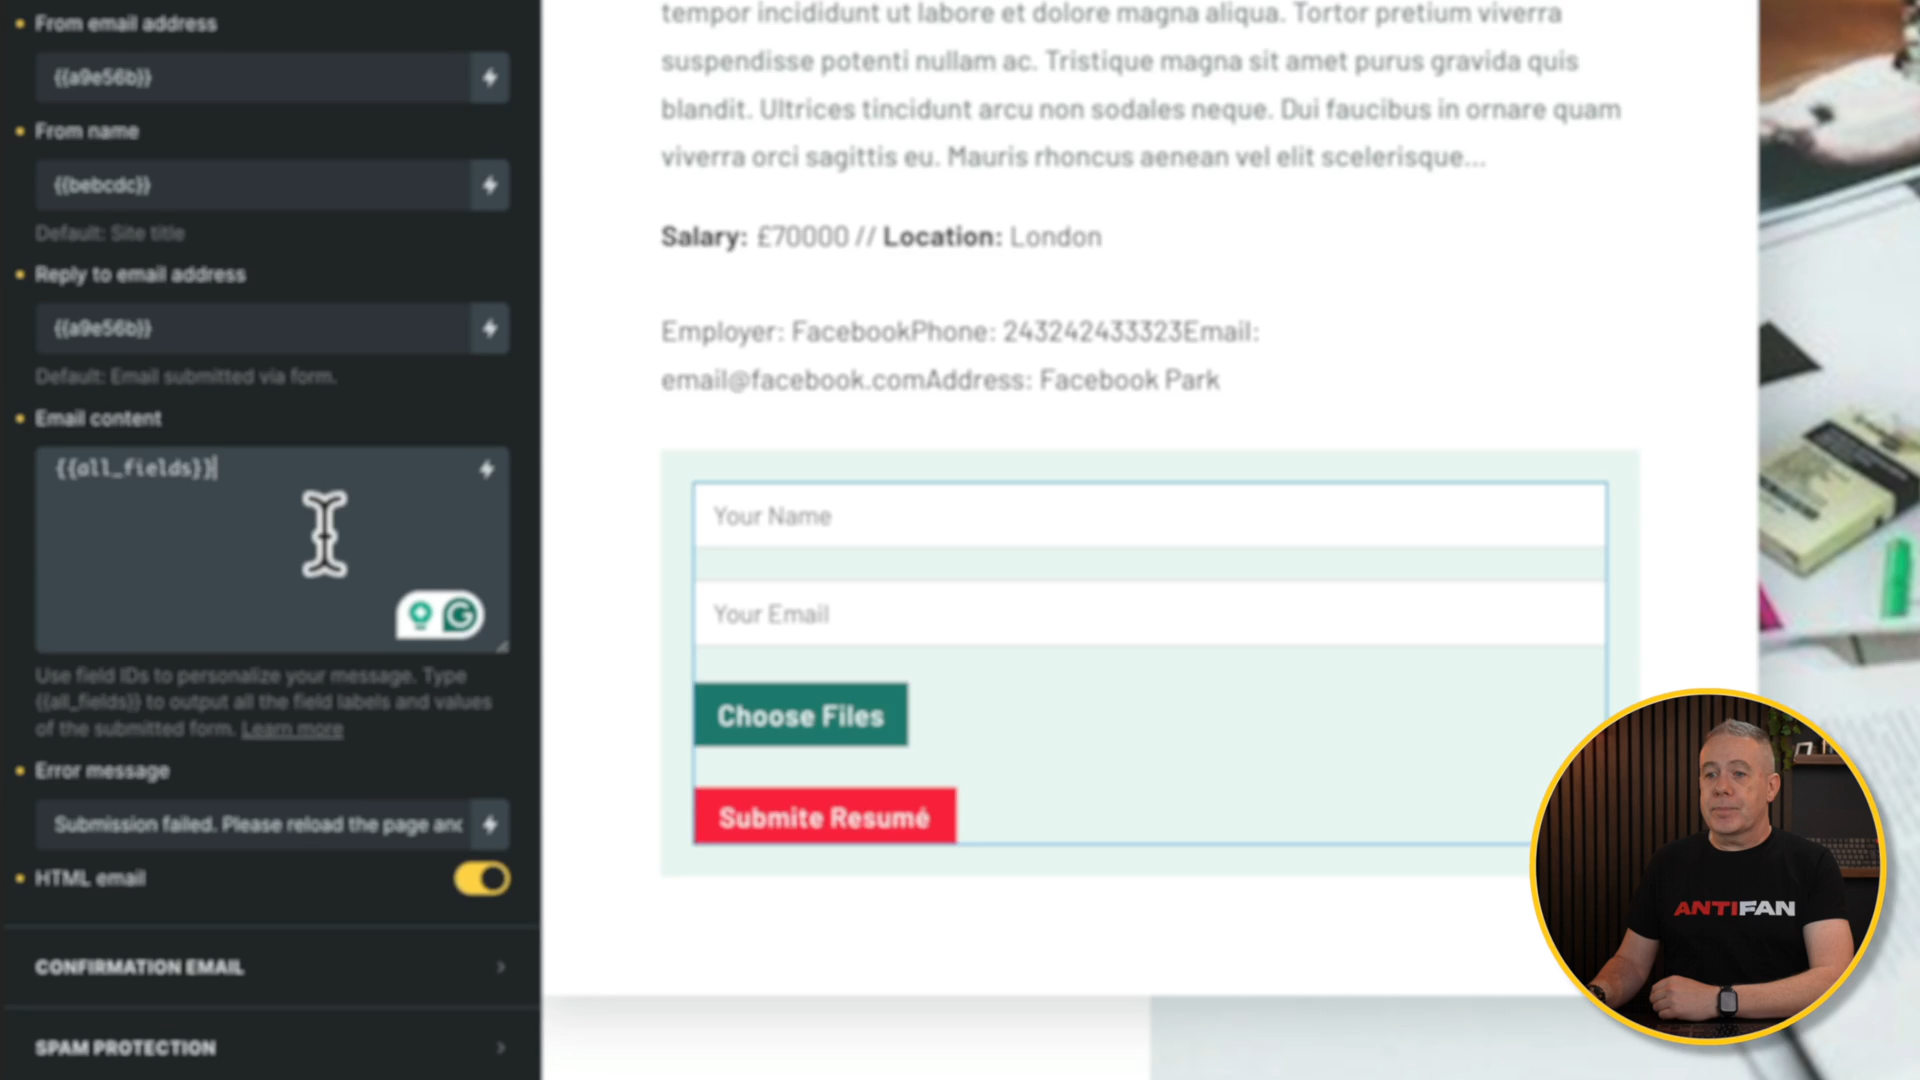 From email address
{{a9e56b}}
From name
{{bebcdc}}
Default: Site title
Reply to email address
{{a9e56b}}
Default: Email submitted via form.
Email content
{{all_fields}}
Use field IDs to personalize your message. Type
{{all_fields}} to output all the field labels and values
of the submitted form. Learn more
Error message
Submission failed. Please reload the page and
HTML email
CONFIRMATION EMAIL
SPAM PROTECTION
tempor incididunt ut labore et dolore magna aliqua. Tortor pretium viverra
suspendisse potenti nullam ac. Tristique magna sit amet purus gravida quis
blandit. Ultrices tincidunt arcu non sodales neque. Dui faucibus in ornare quam
viverra orci sagittis eu. Mauris rhoncus aenean vel elit scelerisque...
Salary: £70000 // Location: London
Employer: FacebookPhone: 243242433323Email:
email@facebook.comAddress: Facebook Park
Your Name
Your Email
Choose Files
Submite Resumé
ANTIFAN